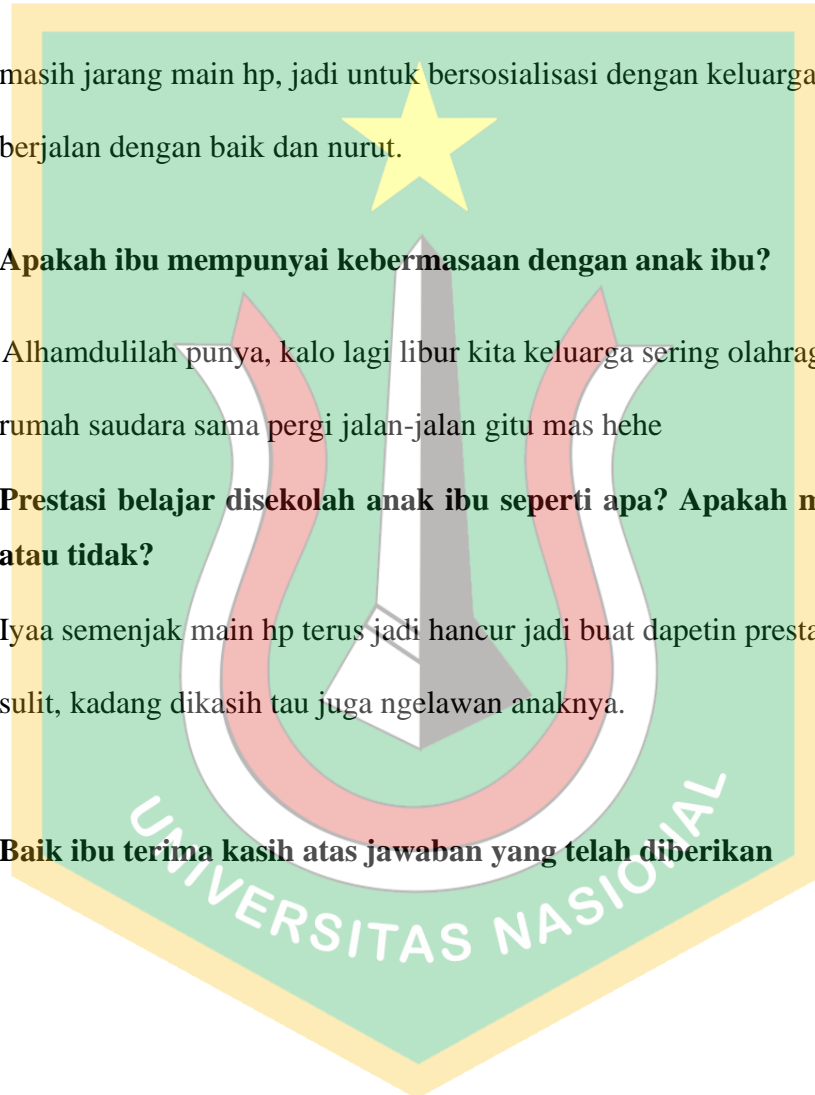 masih jarang main hp, jadi untuk bersosialisasi dengan keluarga
berjalan dengan baik dan nurut.
Apakah ibu mempunyai kebermasaan dengan anak ibu?
Alhamdulilah punya, kalo lagi libur kita keluarga sering olahrag
rumah saudara sama pergi jalan-jalan gitu mas hehe
Prestasi belajar disekolah anak ibu seperti apa? Apakah m
atau tidak?
Iyaa semenjak main hp terus jadi hancur jadi buat dapetin presta
sulit, kadang dikasih tau juga ngelawan anaknya.
Baik ibu terima kasih atas jawaban yang telah diberikan
UNIVERSITAS NASIONAL